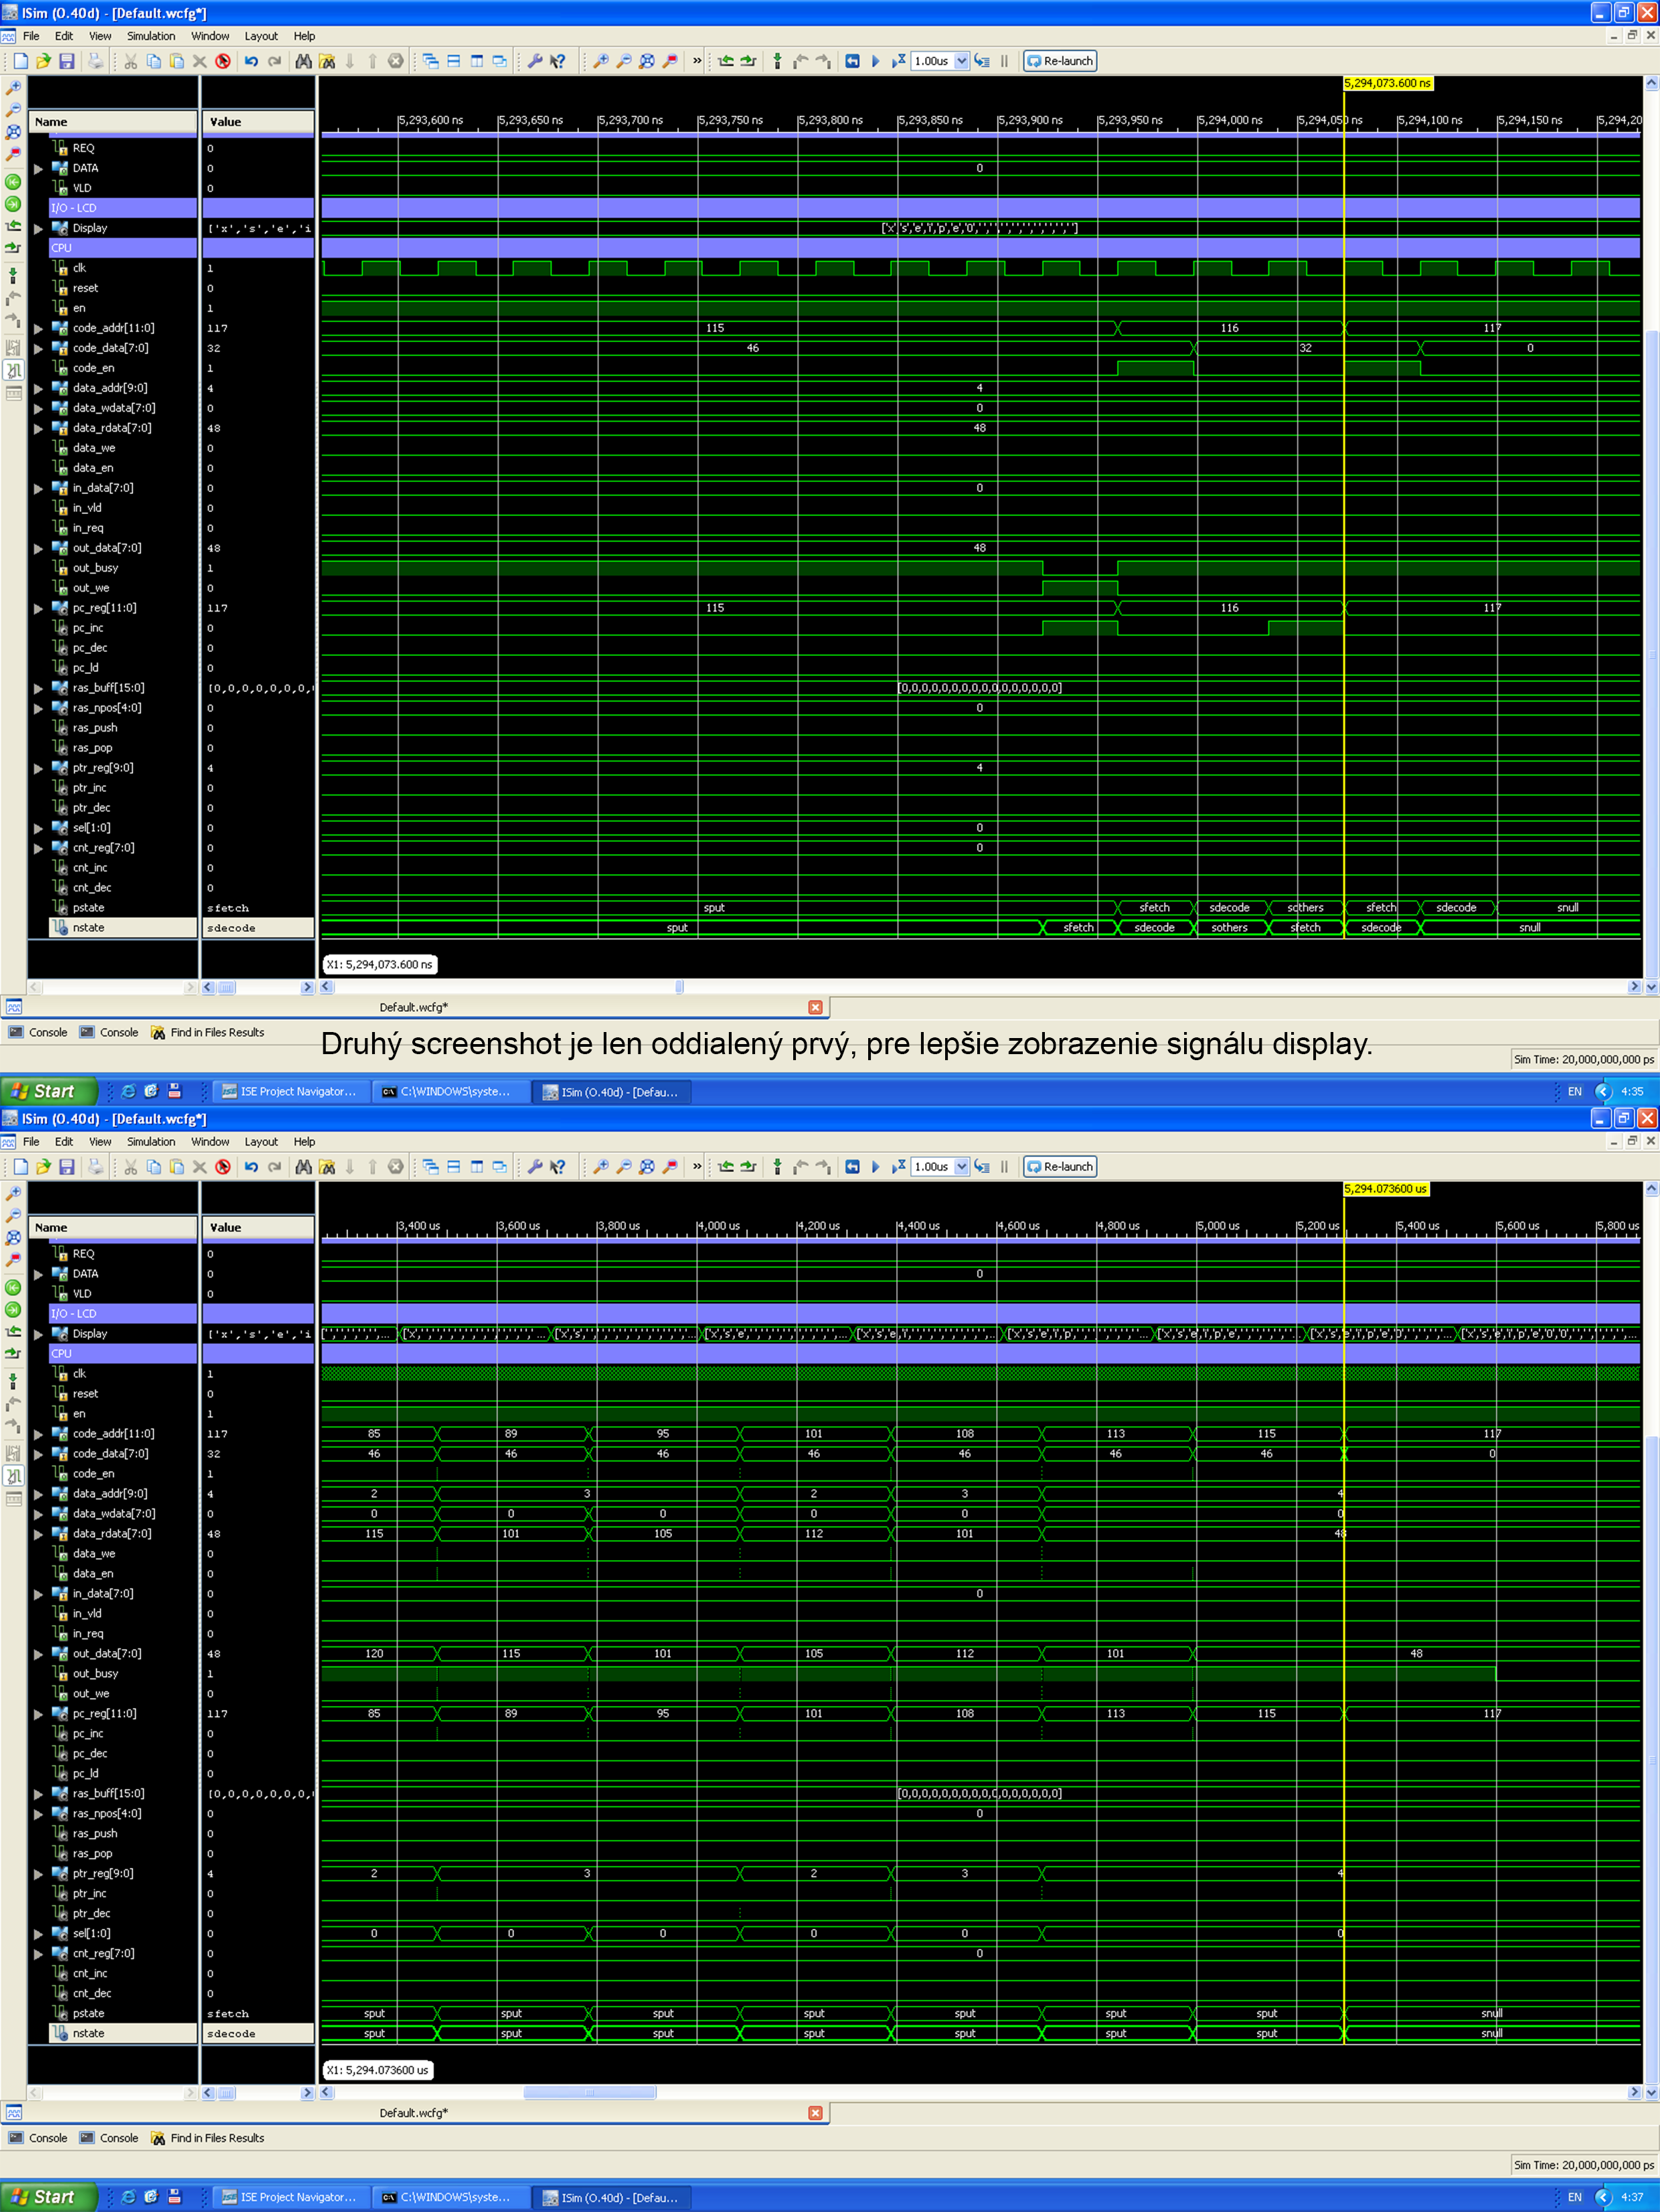 ISim (O.40d) - [Default.wcfg*]
File Edit View Simulation Window Layout Help
1.00us Re-launch
5,294,073.600 ns
Name Value
5,293,600 ns 5,293,650 ns 5,293,700 ns 5,293,750 ns 5,293,800 ns 5,293,850 ns 5,293,900 ns 5,293,950 ns 5,294,000 ns 5,294,050 ns 5,294,100 ns 5,294,150 ns 5,294,20
REQ 0
DATA 0 0
VLD 0
I/O - LCD
Display ['x','s','e','i ['x','s','e','i','p','e','0',' ',' ',' ',' ',' ',' ',' ',' ',' ']
CPU
clk 1
reset 0
en 1
code_addr[11:0] 117 115 116 117
code_data[7:0] 32 46 32 0
code_en 1
data_addr[9:0] 4 4
data_wdata[7:0] 0 0
data_rdata[7:0] 48 48
data_we 0
data_en 0
in_data[7:0] 0 0
in_vld 0
in_req 0
out_data[7:0] 48 48
out_busy 1
out_we 0
pc_reg[11:0] 117 115 116 117
pc_inc 0
pc_dec 0
pc_ld 0
ras_buff[15:0] [0,0,0,0,0,0,0, [0,0,0,0,0,0,0,0,0,0,0,0,0,0,0,0]
ras_npos[4:0] 0 0
ras_push 0
ras_pop 0
ptr_reg[9:0] 4 4
ptr_inc 0
ptr_dec 0
sel[1:0] 0 0
cnt_reg[7:0] 0 0
cnt_inc 0
cnt_dec 0
pstate sfetch sput sfetch sdecode sothers sfetch sdecode snull
nstate sdecode sput sfetch sdecode sothers sfetch sdecode snull
X1: 5,294,073.600 ns
Default.wcfg*
Console Console Find in Files Results
Druhý screenshot je len oddialený prvý, pre lepšie zobrazenie signálu display.
Sim Time: 20,000,000,000 ps
Start ISE Project Navigator... C:\WINDOWS\syste... ISim (O.40d) - [Defau... EN 4:35
ISim (O.40d) - [Default.wcfg*]
File Edit View Simulation Window Layout Help
1.00us Re-launch
5,294.073600 us
Name Value
3,400 us 3,600 us 3,800 us 4,000 us 4,200 us 4,400 us 4,600 us 4,800 us 5,000 us 5,200 us 5,400 us 5,600 us 5,800 us
REQ 0
DATA 0 0
VLD 0
I/O - LCD
Display ['x','s','e','i
CPU
clk 1
reset 0
en 1
code_addr[11:0] 117 85 89 95 101 108 113 115 117
code_data[7:0] 32 46 46 46 46 46 46 46 0
code_en 1
data_addr[9:0] 4 2 3 2 3 4
data_wdata[7:0] 0 0 0 0 0 0 0
data_rdata[7:0] 48 115 101 105 112 101 48
data_we 0
data_en 0
in_data[7:0] 0 0
in_vld 0
in_req 0
out_data[7:0] 48 120 115 101 105 112 101 48
out_busy 1
out_we 0
pc_reg[11:0] 117 85 89 95 101 108 113 115 117
pc_inc 0
pc_dec 0
pc_ld 0
ras_buff[15:0] [0,0,0,0,0,0,0, [0,0,0,0,0,0,0,0,0,0,0,0,0,0,0,0]
ras_npos[4:0] 0 0
ras_push 0
ras_pop 0
ptr_reg[9:0] 4 2 3 2 3 4
ptr_inc 0
ptr_dec 0
sel[1:0] 0 0 0 0 0 0 0
cnt_reg[7:0] 0 0
cnt_inc 0
cnt_dec 0
pstate sfetch sput sput sput sput sput sput sput snull
nstate sdecode sput sput sput sput sput sput sput snull
X1: 5,294.073600 us
Default.wcfg*
Console Console Find in Files Results
Sim Time: 20,000,000,000 ps
Start ISE Project Navigator... C:\WINDOWS\syste... ISim (O.40d) - [Defau... EN 4:37